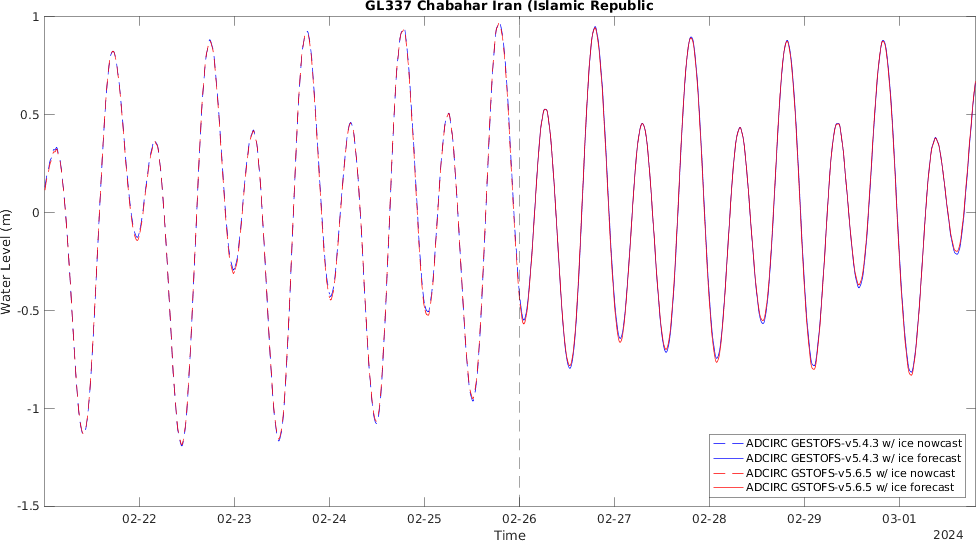 GL337 Chabahar Iran (Islamic Republic
1
0.5
0
-0.5
-1
-1.5
Water Level (m)
02-22
02-23
02-24
02-25
02-26
02-27
02-28
02-29
03-01
Time
2024
ADCIRC GESTOFS-v5.4.3 w/ ice nowcast
ADCIRC GESTOFS-v5.4.3 w/ ice forecast
ADCIRC GSTOFS-v5.6.5 w/ ice nowcast
ADCIRC GSTOFS-v5.6.5 w/ ice forecast